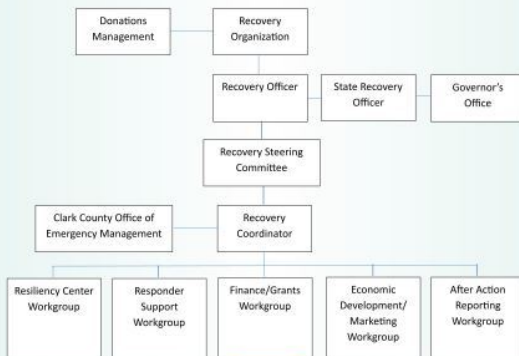 Donations
Management
Recovery
Organization
Recovery Officer
State Recovery
Officer
Governor's
Office
Recovery Steering
Committee
Clark County Office of
Emergency Management
Recovery
Coordinator
Resiliency Center
Workgroup
Responder
Support
Workgroup
Finance/Grants
Workgroup
Economic
Development/
Marketing
Workgroup
After Action
Reporting
Workgroup